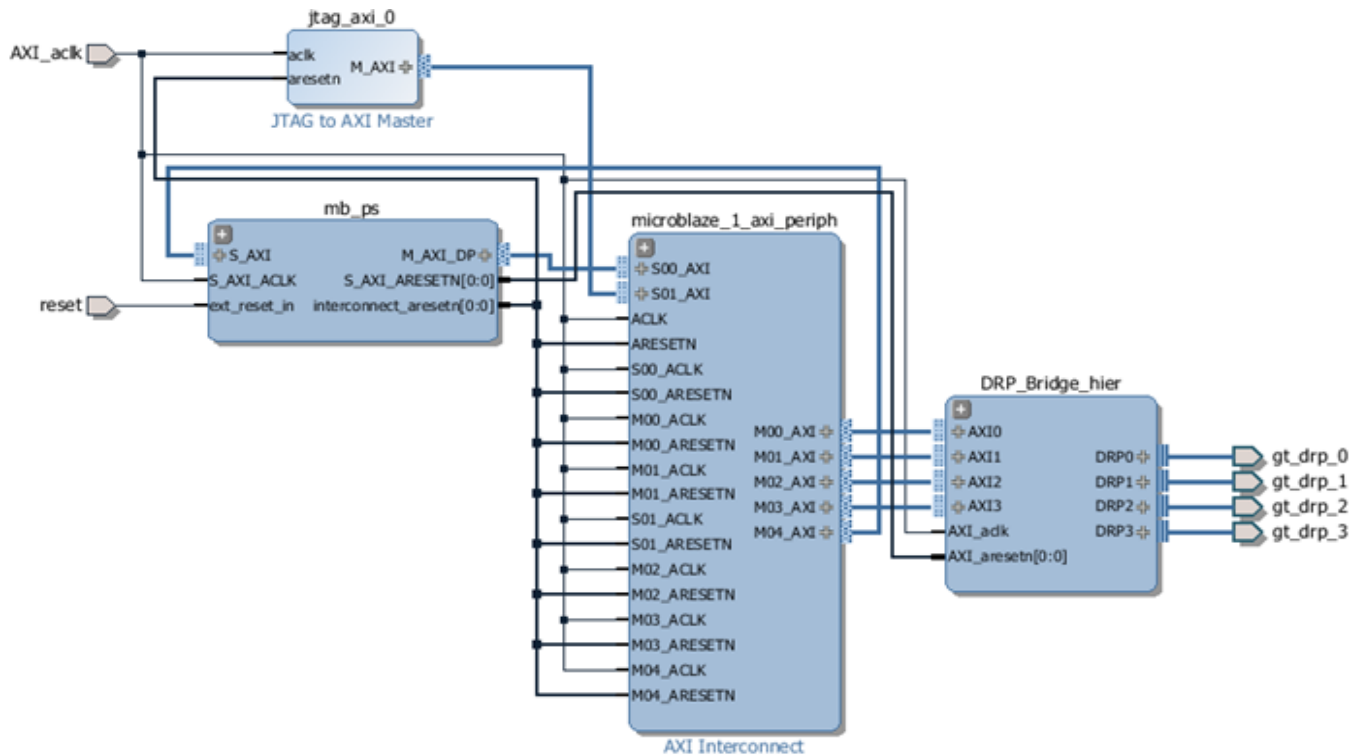 jtag_axi_0
AXI_aclk
aclk
M_AXI
aresetn
JTAG to AXI Master
mb_ps
S_AXI
M_AXI_DP
S_AXI_ACLK
S_AXI_ARESETN[0:0]
reset
ext_reset_in
interconnect_aresetn[0:0]
microblaze_1_axi_periph
S00_AXI
S01_AXI
ACLK
ARESETN
S00_ACLK
S00_ARESETN
M00_ACLK
M00_ARESETN
M01_ACLK
M01_ARESETN
S01_ACLK
S01_ARESETN
M02_ACLK
M02_ARESETN
M03_ACLK
M03_ARESETN
M04_ACLK
M04_ARESETN
M00_AXI
M01_AXI
M02_AXI
M03_AXI
M04_AXI
AXI Interconnect
DRP_Bridge_hier
AXI0
AXI1
AXI2
AXI3
AXI_aclk
AXI_aresetn[0:0]
DRP0
DRP1
DRP2
DRP3
gt_drp_0
gt_drp_1
gt_drp_2
gt_drp_3